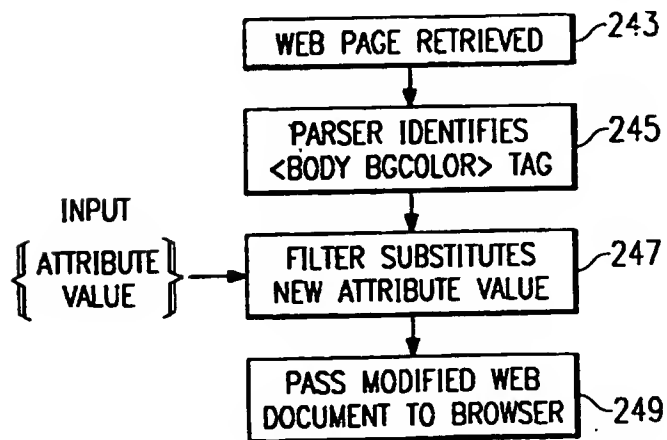 WEB PAGE RETRIEVED
243
PARSER IDENTIFIES
<BODY BGCOLOR> TAG
245
INPUT
{ATTRIBUTE
VALUE}
FILTER SUBSTITUTES
NEW ATTRIBUTE VALUE
247
PASS MODIFIED WEB
DOCUMENT TO BROWSER
249